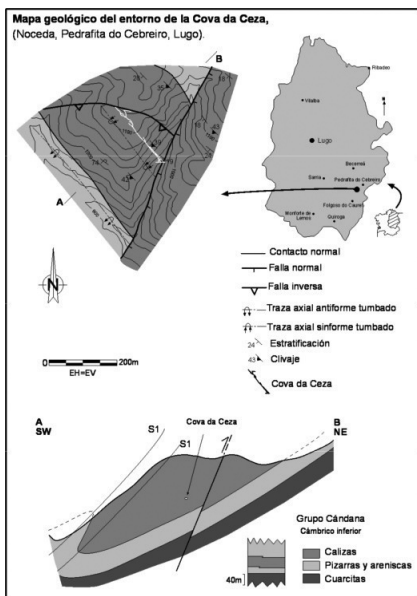 Mapa geológico del entorno de la Cova da Ceza,
(Noceda, Pedrafita do Cebreiro, Lugo).
B
A
N
0 200m
EH=EV
Ribadeo
Vilalba
Lugo
Becerreá
Sarria
Pedrafita do Cebreiro
Folgoso do Caurel
Monforte de Lemos
Quiroga
Contacto normal
Falla normal
Falla inversa
Traza axial antiforme tumbado
Traza axial sinforme tumbado
24 Estratificación
43 Clivaje
Cova da Ceza
A
SW
S1
S1
Cova da Ceza
B
NE
Grupo Cándana
Cámbrico inferior
Calizas
Pizarras y areniscas
Cuarcitas
40m